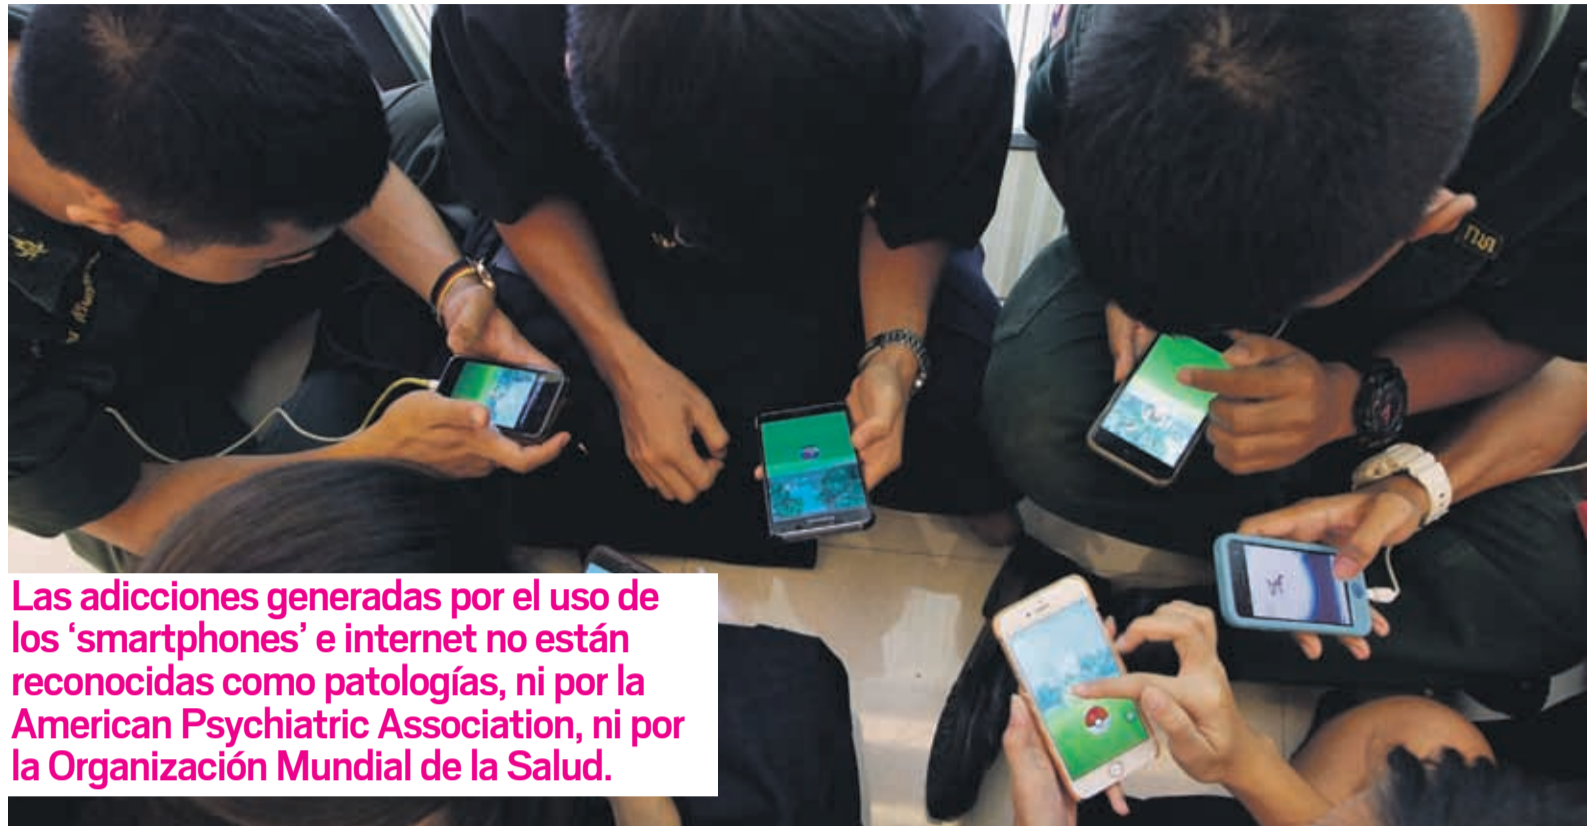 Las adicciones generadas por el uso de
los ‘smartphones’ e internet no están
reconocidas como patologías, ni por la
American Psychiatric Association, ni por
la Organización Mundial de la Salud.